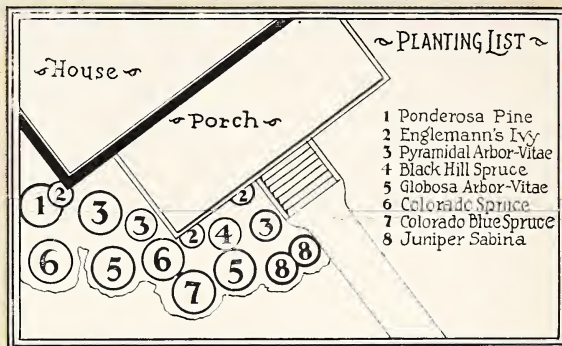 PLANTING LIST
House
Porch
1 Ponderosa Pine
2 Englemann's Ivy
3 Pyramidal Arbor-Vitae
4 Black Hill Spruce
5 Globosa Arbor-Vitae
6 Colorado Spruce
7 Colorado Blue Spruce
8 Juniper Sabina
2
2
1 3 3 2 4 3
6 5 6 5 8 8
7